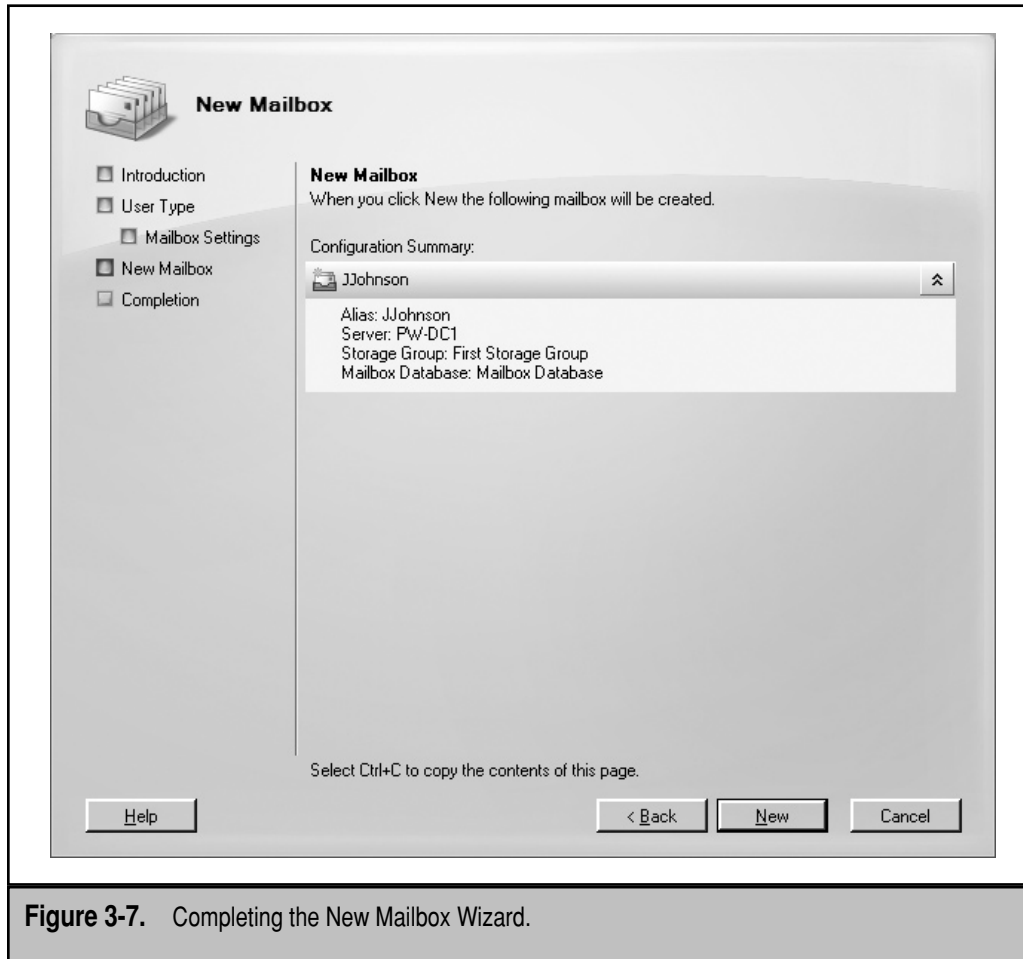 New Mailbox
Introduction
User Type
Mailbox Settings
New Mailbox
Completion
New Mailbox
When you click New the following mailbox will be created.
Configuration Summary:
JJohnson
Alias: JJohnson
Server: PW-DC1
Storage Group: First Storage Group
Mailbox Database: Mailbox Database
Select Ctrl+C to copy the contents of this page.
Help
< Back
New
Cancel
Figure 3-7. Completing the New Mailbox Wizard.